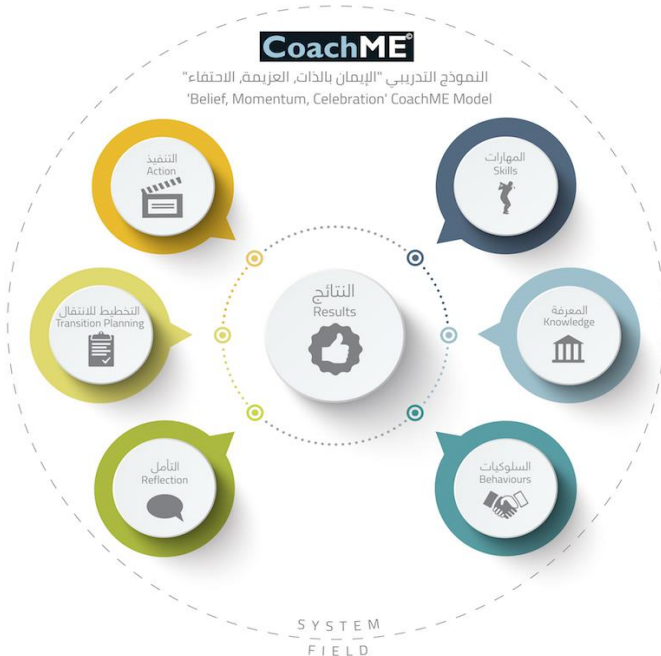 CoachME©
النموذج التدريبي "الإيمان بالذات, العزيمة, الاحتفاء"
'Belief, Momentum, Celebration' CoachME Model
التنفيذ
Action
المهارات
Skills
التخطيط للانتقال
Transition Planning
النتائج
Results
المعرفة
Knowledge
التأمل
Reflection
السلوكيات
Behaviours
SYSTEM
FIELD